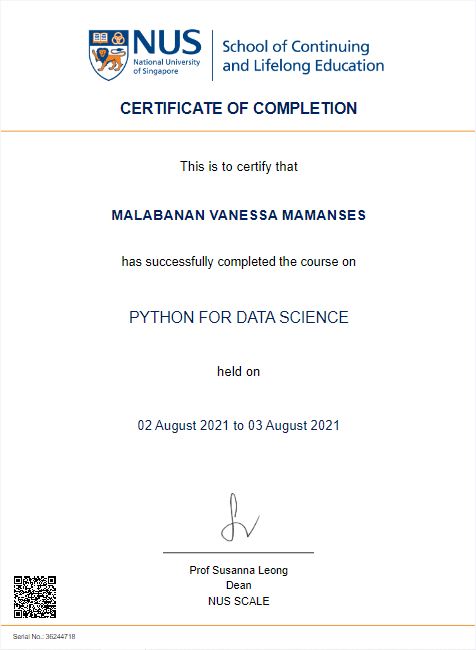 NUS
National University
of Singapore
School of Continuing
and Lifelong Education
CERTIFICATE OF COMPLETION
This is to certify that
MALABANAN VANESSA MAMANSES
has successfully completed the course on
PYTHON FOR DATA SCIENCE
held on
02 August 2021 to 03 August 2021
Prof Susanna Leong
Dean
NUS SCALE
Serial No.: 36244718